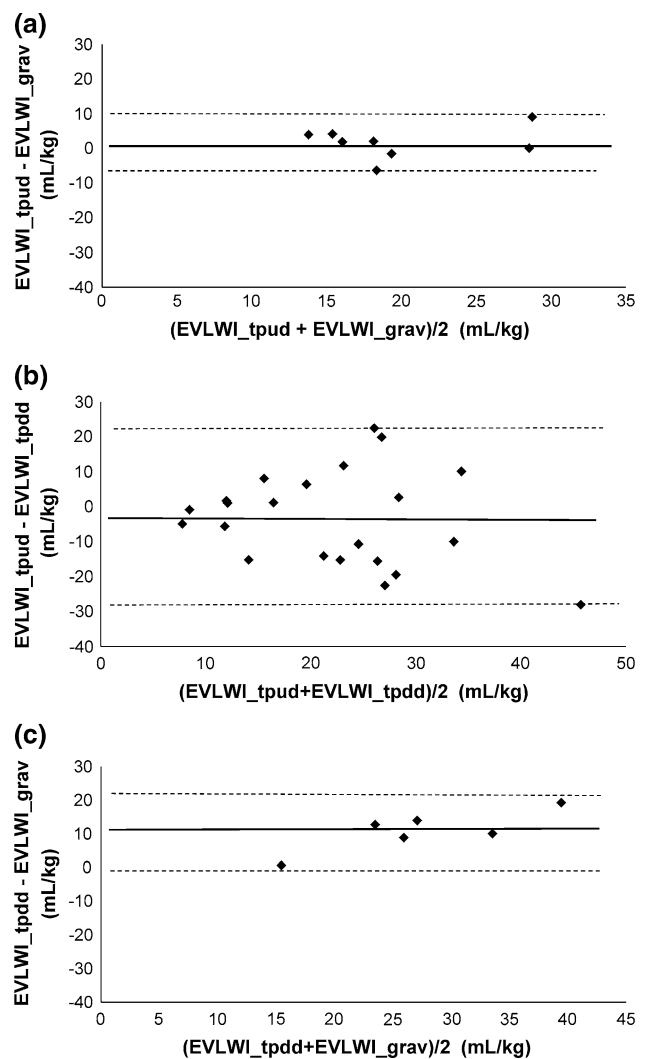 (a)
EVLWI_tpud - EVLWI_grav
(mL/kg)
30
20
10
0
-10
-20
-30
-40
0 5 10 15 20 25 30 35
(EVLWI_tpud + EVLWI_grav)/2 (mL/kg)
(b)
EVLWI_tpud - EVLWI_tpdd
(mL/kg)
30
20
10
0
-10
-20
-30
-40
0 10 20 30 40 50
(EVLWI_tpud+EVLWI_tpdd)/2 (mL/kg)
(c)
EVLWI_tpdd - EVLWI_grav
(mL/kg)
30
20
10
0
-10
-20
-30
-40
0 5 10 15 20 25 30 35 40 45
(EVLWI_tpdd+EVLWI_grav)/2 (mL/kg)